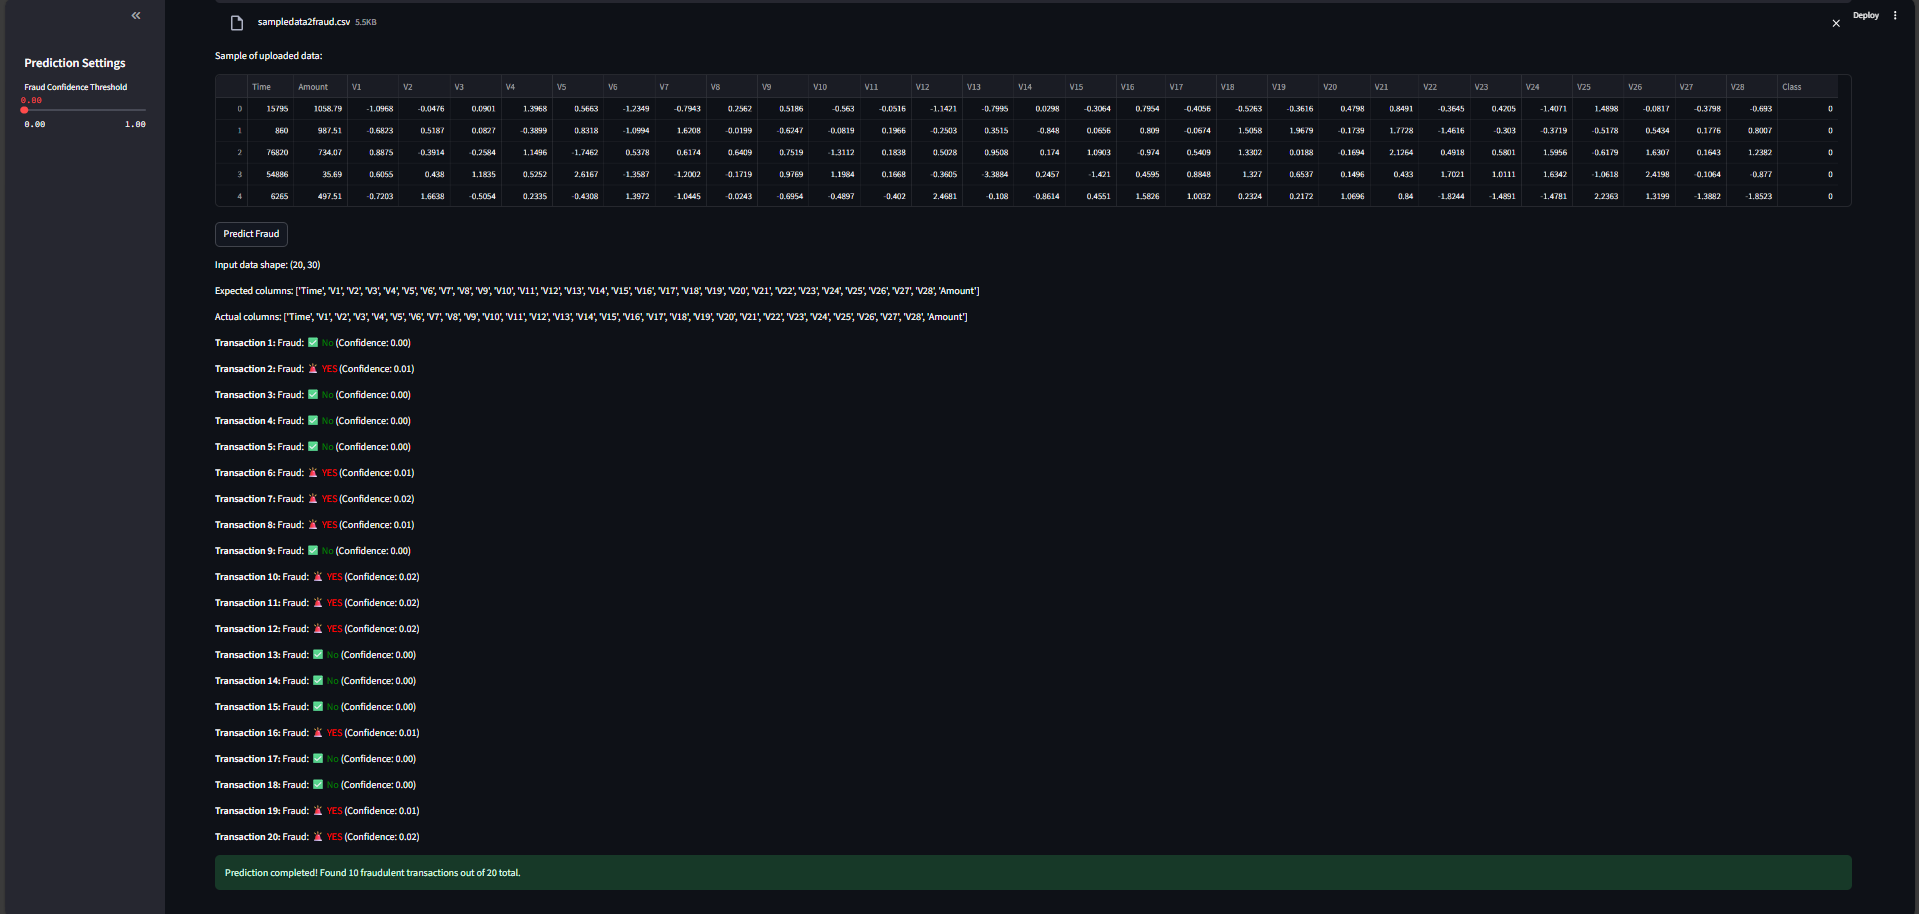 Deploy
sampledata2fraud.csv 5.5KB
Prediction Settings
Fraud Confidence Threshold
0.00
0.00 1.00
Sample of uploaded data:
Time Amount V1 V2 V3 V4 V5 V6 V7 V8 V9 V10 V11 V12 V13 V14 V15 V16 V17 V18 V19 V20 V21 V22 V23 V24 V25 V26 V27 V28 Class
0 15795 1058.79 -1.0968 -0.0476 0.0901 1.3968 0.5663 -1.2349 -0.7943 0.2562 0.5186 -0.563 -0.0516 -1.1421 -0.7995 0.0298 -0.3064 0.7954 -0.4056 -0.5263 -0.3616 0.4798 0.8491 -0.3645 0.4205 -1.4071 1.4898 -0.0817 -0.3798 -0.693 0
1 860 987.51 -0.6823 0.5187 0.0827 -0.3899 0.8318 -1.0994 1.6208 -0.0199 -0.6247 -0.0819 0.1966 -0.2503 0.3515 -0.848 0.0656 0.809 -0.0674 1.5058 1.9679 -0.1739 1.7728 -1.4616 -0.303 -0.3719 -0.5178 0.5434 0.1776 0.8007 0
2 76820 734.07 0.8875 -0.3914 -0.2584 1.1496 -1.7462 0.5378 0.6174 0.6409 0.7519 -1.3112 0.1838 0.5028 0.9508 0.174 1.0903 -0.974 0.5409 1.3302 0.0188 -0.1694 2.1264 0.4918 0.5801 1.5956 -0.6179 1.6307 0.1643 1.2382 0
3 54886 35.69 0.6055 0.438 1.1835 0.5252 2.6167 -1.3587 -1.2002 -0.1719 0.9769 1.1984 0.1668 -0.3605 -3.3884 0.2457 -1.421 0.4595 0.8848 1.327 0.6537 0.1496 0.433 1.7021 1.0111 1.6342 -1.0618 2.4198 -0.1064 -0.877 0
4 6265 497.51 -0.7203 1.6638 -0.5054 0.2335 -0.4308 1.3972 -1.0445 -0.0243 -0.6954 -0.4897 -0.402 2.4681 -0.108 -0.8614 0.4551 1.5826 1.0032 0.2324 0.2172 1.0696 0.84 -1.8244 -1.4891 -1.4781 2.2363 1.3199 -1.3882 -1.8523 0
Predict Fraud
Input data shape: (20, 30)
Expected columns: ['Time', 'V1', 'V2', 'V3', 'V4', 'V5', 'V6', 'V7', 'V8', 'V9', 'V10', 'V11', 'V12', 'V13', 'V14', 'V15', 'V16', 'V17', 'V18', 'V19', 'V20', 'V21', 'V22', 'V23', 'V24', 'V25', 'V26', 'V27', 'V28', 'Amount']
Actual columns: ['Time', 'V1', 'V2', 'V3', 'V4', 'V5', 'V6', 'V7', 'V8', 'V9', 'V10', 'V11', 'V12', 'V13', 'V14', 'V15', 'V16', 'V17', 'V18', 'V19', 'V20', 'V21', 'V22', 'V23', 'V24', 'V25', 'V26', 'V27', 'V28', 'Amount']
Transaction 1: Fraud: ✅ No (Confidence: 0.00)
Transaction 2: Fraud: 🚨 YES (Confidence: 0.01)
Transaction 3: Fraud: ✅ No (Confidence: 0.00)
Transaction 4: Fraud: ✅ No (Confidence: 0.00)
Transaction 5: Fraud: ✅ No (Confidence: 0.00)
Transaction 6: Fraud: 🚨 YES (Confidence: 0.01)
Transaction 7: Fraud: 🚨 YES (Confidence: 0.02)
Transaction 8: Fraud: 🚨 YES (Confidence: 0.01)
Transaction 9: Fraud: ✅ No (Confidence: 0.00)
Transaction 10: Fraud: 🚨 YES (Confidence: 0.02)
Transaction 11: Fraud: 🚨 YES (Confidence: 0.02)
Transaction 12: Fraud: 🚨 YES (Confidence: 0.02)
Transaction 13: Fraud: ✅ No (Confidence: 0.00)
Transaction 14: Fraud: ✅ No (Confidence: 0.00)
Transaction 15: Fraud: ✅ No (Confidence: 0.00)
Transaction 16: Fraud: 🚨 YES (Confidence: 0.01)
Transaction 17: Fraud: ✅ No (Confidence: 0.00)
Transaction 18: Fraud: ✅ No (Confidence: 0.00)
Transaction 19: Fraud: 🚨 YES (Confidence: 0.01)
Transaction 20: Fraud: 🚨 YES (Confidence: 0.02)
Prediction completed! Found 10 fraudulent transactions out of 20 total.